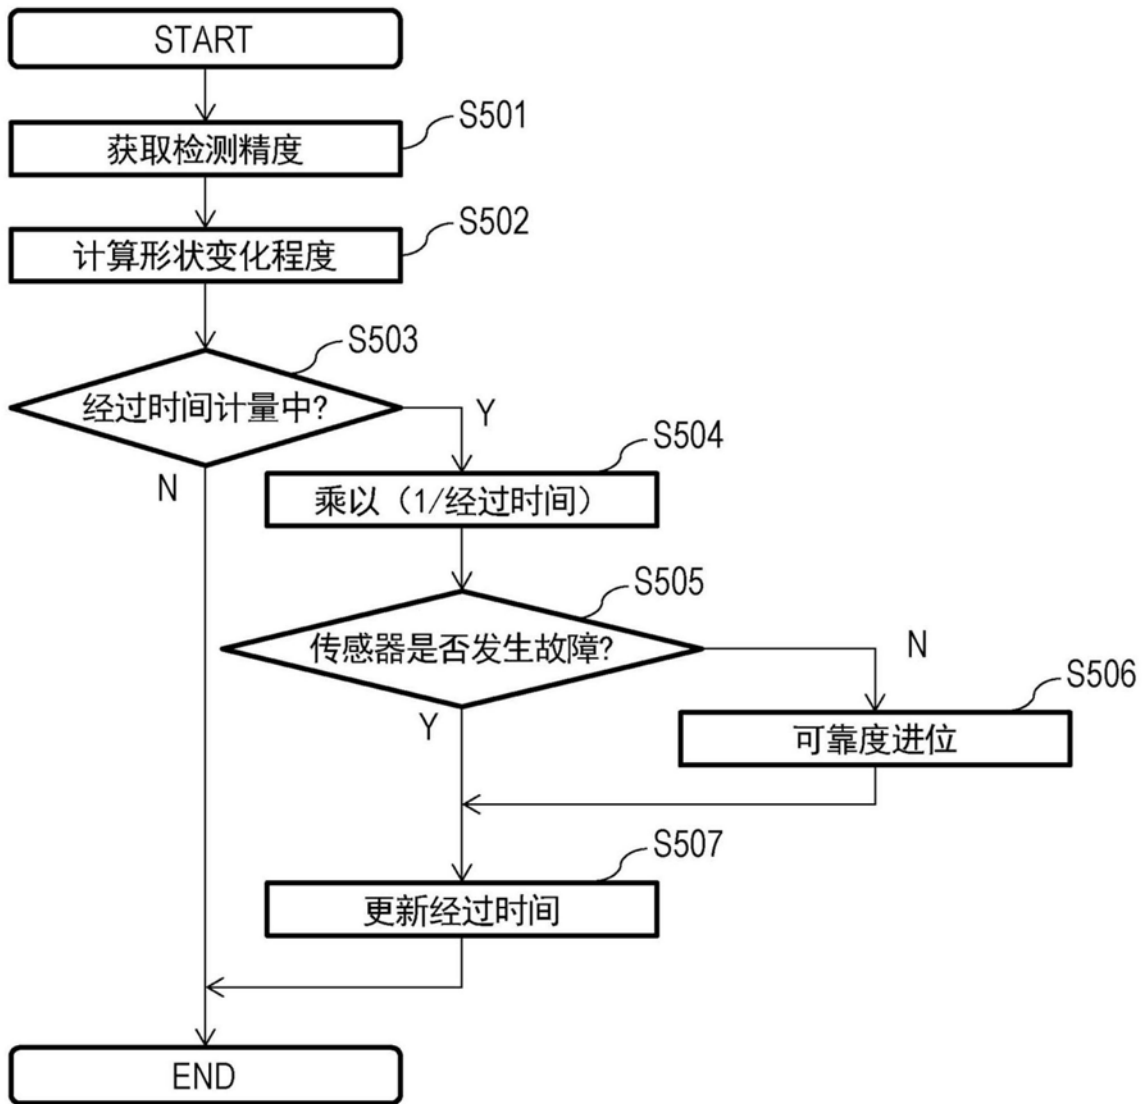 START
S501
获取检测精度
S502
计算形状变化程度
S503
经过时间计量中?
Y
N
S504
乘以（1/经过时间）
S505
传感器是否发生故障?
N
Y
S506
可靠度进位
S507
更新经过时间
END